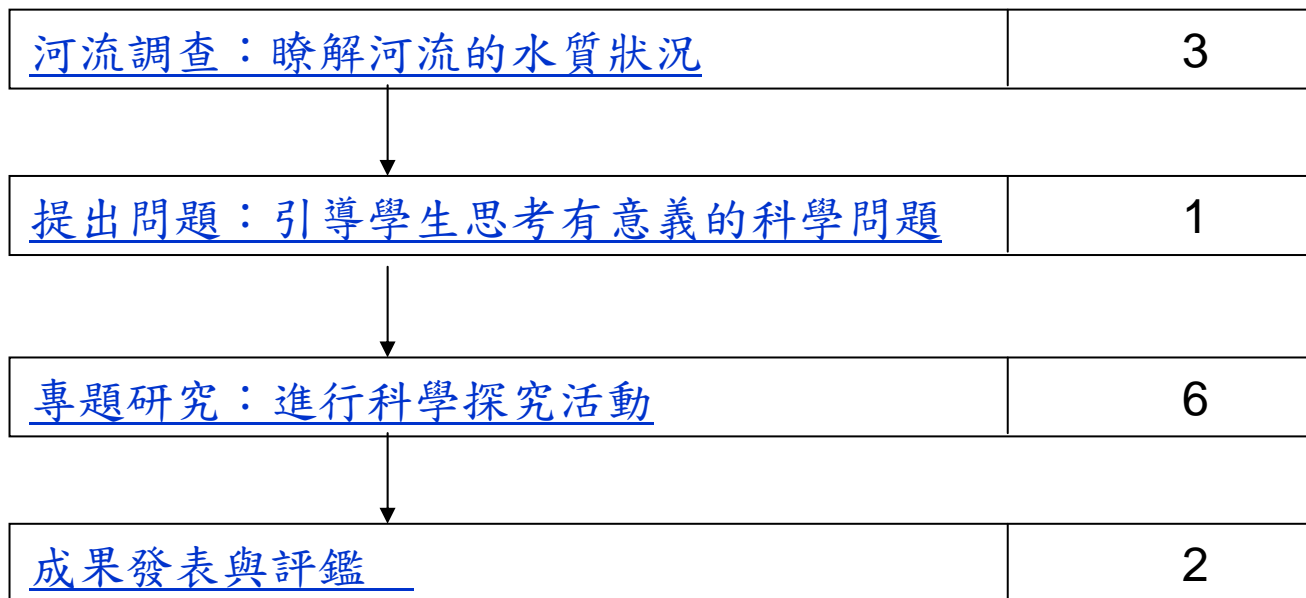 河流調查：瞭解河流的水質狀況 3
提出問題：引導學生思考有意義的科學問題 1
專題研究：進行科學探究活動 6
成果發表與評鑑 2